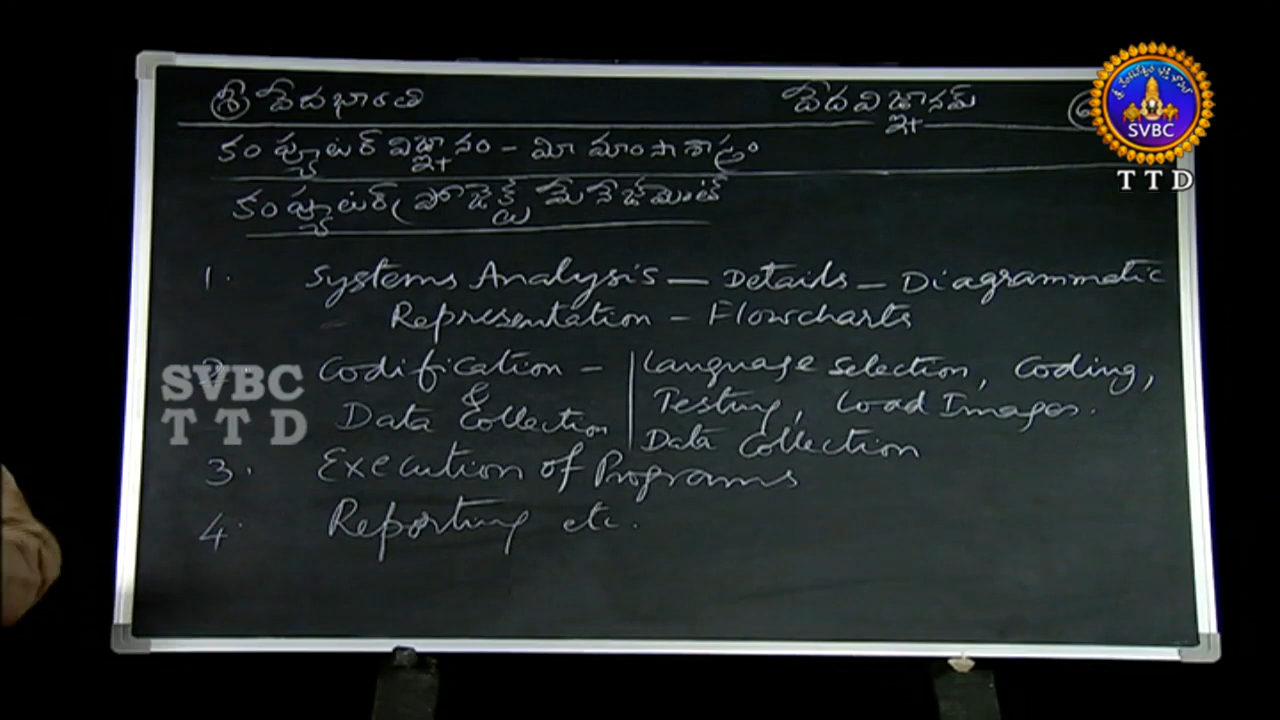 శ్రీ వేదభారతి వేదవిజ్ఞానమ్
కంప్యూటర్ విజ్ఞానం - మీమాంసాశాస్త్రం
కంప్యూటర్ ప్రోజెక్ట్ మేనేజ్‌మెంట్
1. Systems Analysis — Details — Diagrammatic
Representation - Flowcharts
2. Codification - Language selection, Coding,
& Testing, Load Images.
Data Collection Data Collection
3. Execution of Programs
4. Reporting etc.
SVBC
TTD
SVBC
TTD